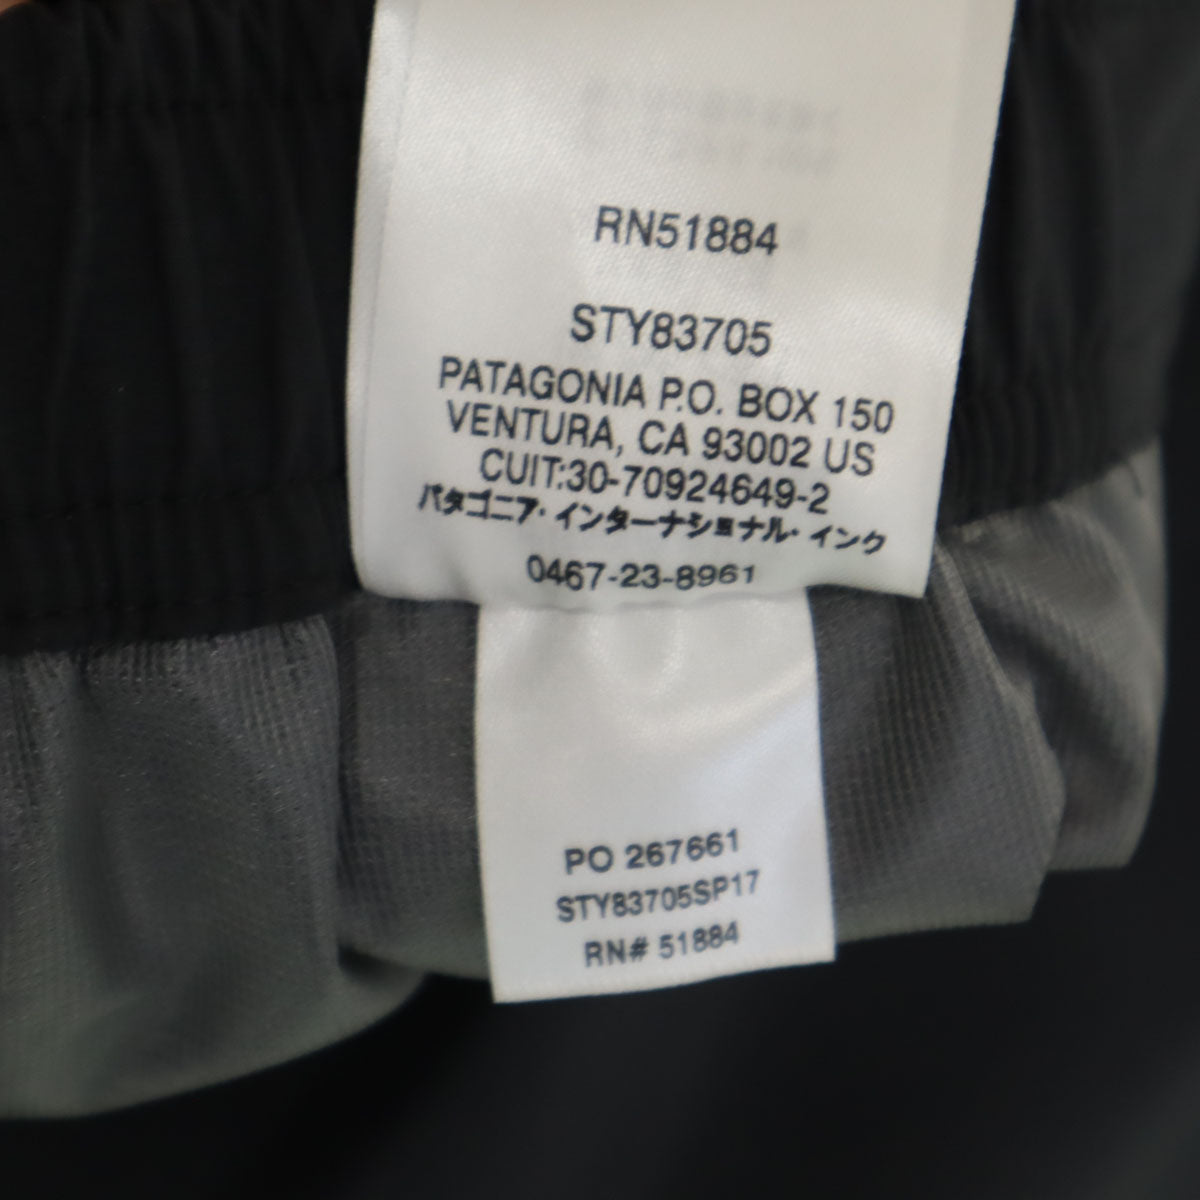 RN51884
STY83705
PATAGONIA P.O. BOX 150
VENTURA, CA 93002 US
CUIT:30-70924649-2
パタゴニア・インターナショナル・インク
0467-23-8961
PO 267661
STY83705SP17
RN# 51884